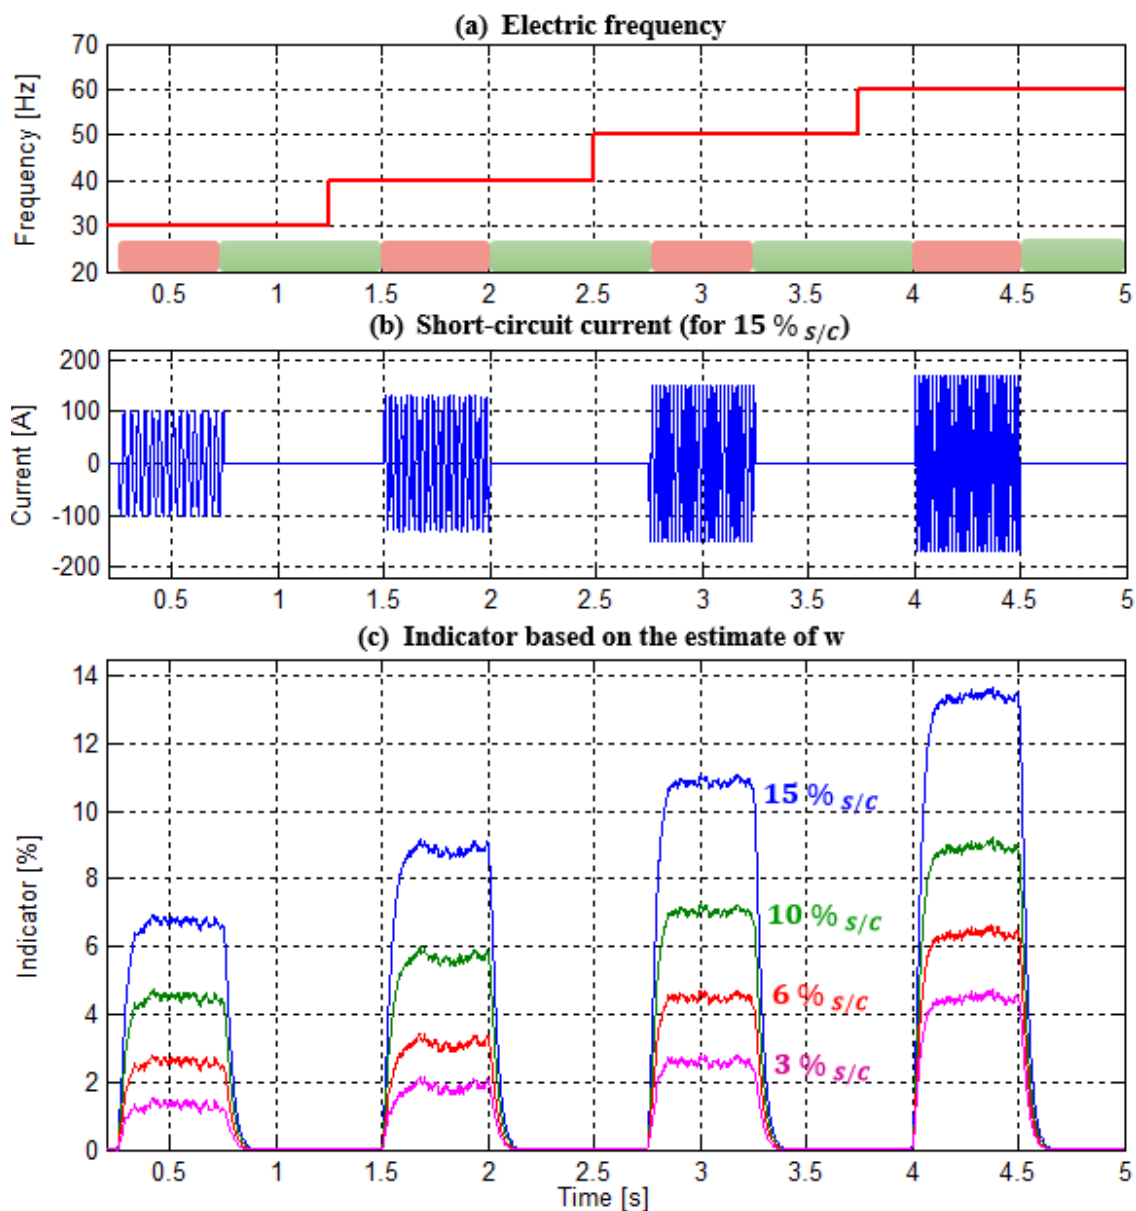 (a) Electric frequency
Frequency [Hz]
70
60
50
40
30
20
0.5 1 1.5 2 2.5 3 3.5 4 4.5 5
(b) Short-circuit current (for 15 % s/c)
Current [A]
200
100
0
-100
-200
0.5 1 1.5 2 2.5 3 3.5 4 4.5 5
(c) Indicator based on the estimate of w
Indicator [%]
14
12
10
8
6
4
2
0
15 % s/c
10 % s/c
6 % s/c
3 % s/c
0.5 1 1.5 2 2.5 3 3.5 4 4.5 5
Time [s]